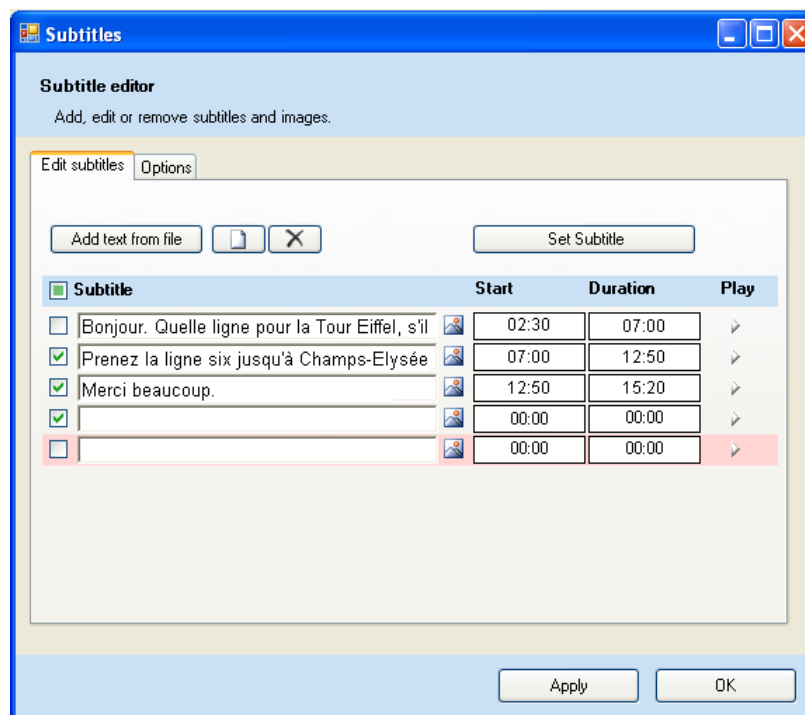 Subtitles
Subtitle editor
Add, edit or remove subtitles and images.
Edit subtitles Options
Add text from file Set Subtitle
Subtitle Start Duration Play
Bonjour. Quelle ligne pour la Tour Eiffel, s'il 02:30 07:00
Prenez la ligne six jusqu'à Champs-Elysée 07:00 12:50
Merci beaucoup. 12:50 15:20
00:00 00:00
00:00 00:00
Apply OK